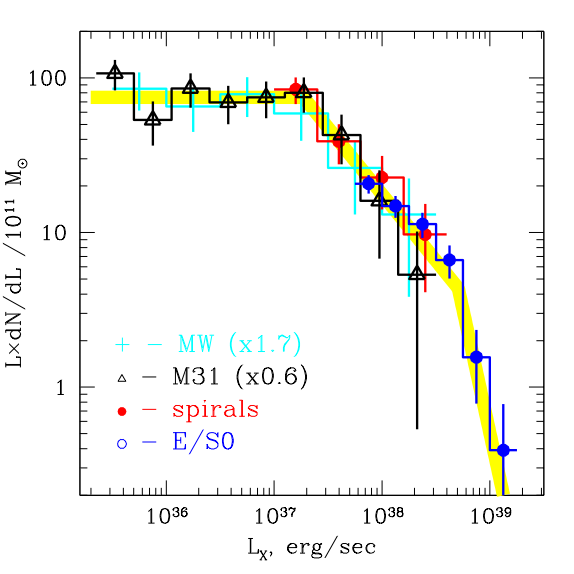 100
10
1
L×dN/dL /10¹¹ M☉
+ – MW (x1.7)
△ – M31 (x0.6)
● – spirals
○ – E/S0
10³⁶ 10³⁷ 10³⁸ 10³⁹
L_X, erg/sec